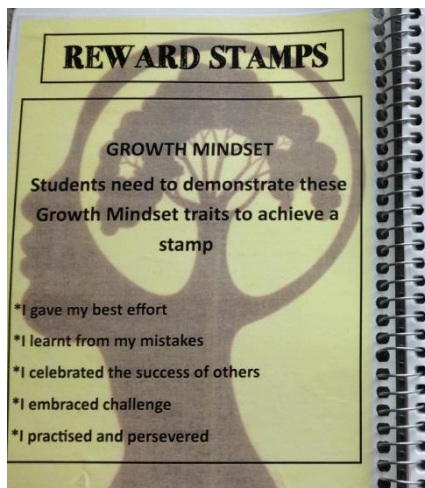 REWARD STAMPS
GROWTH MINDSET
Students need to demonstrate these
Growth Mindset traits to achieve a
stamp
*I gave my best effort
*I learnt from my mistakes
*I celebrated the success of others
*I embraced challenge
*I practised and persevered